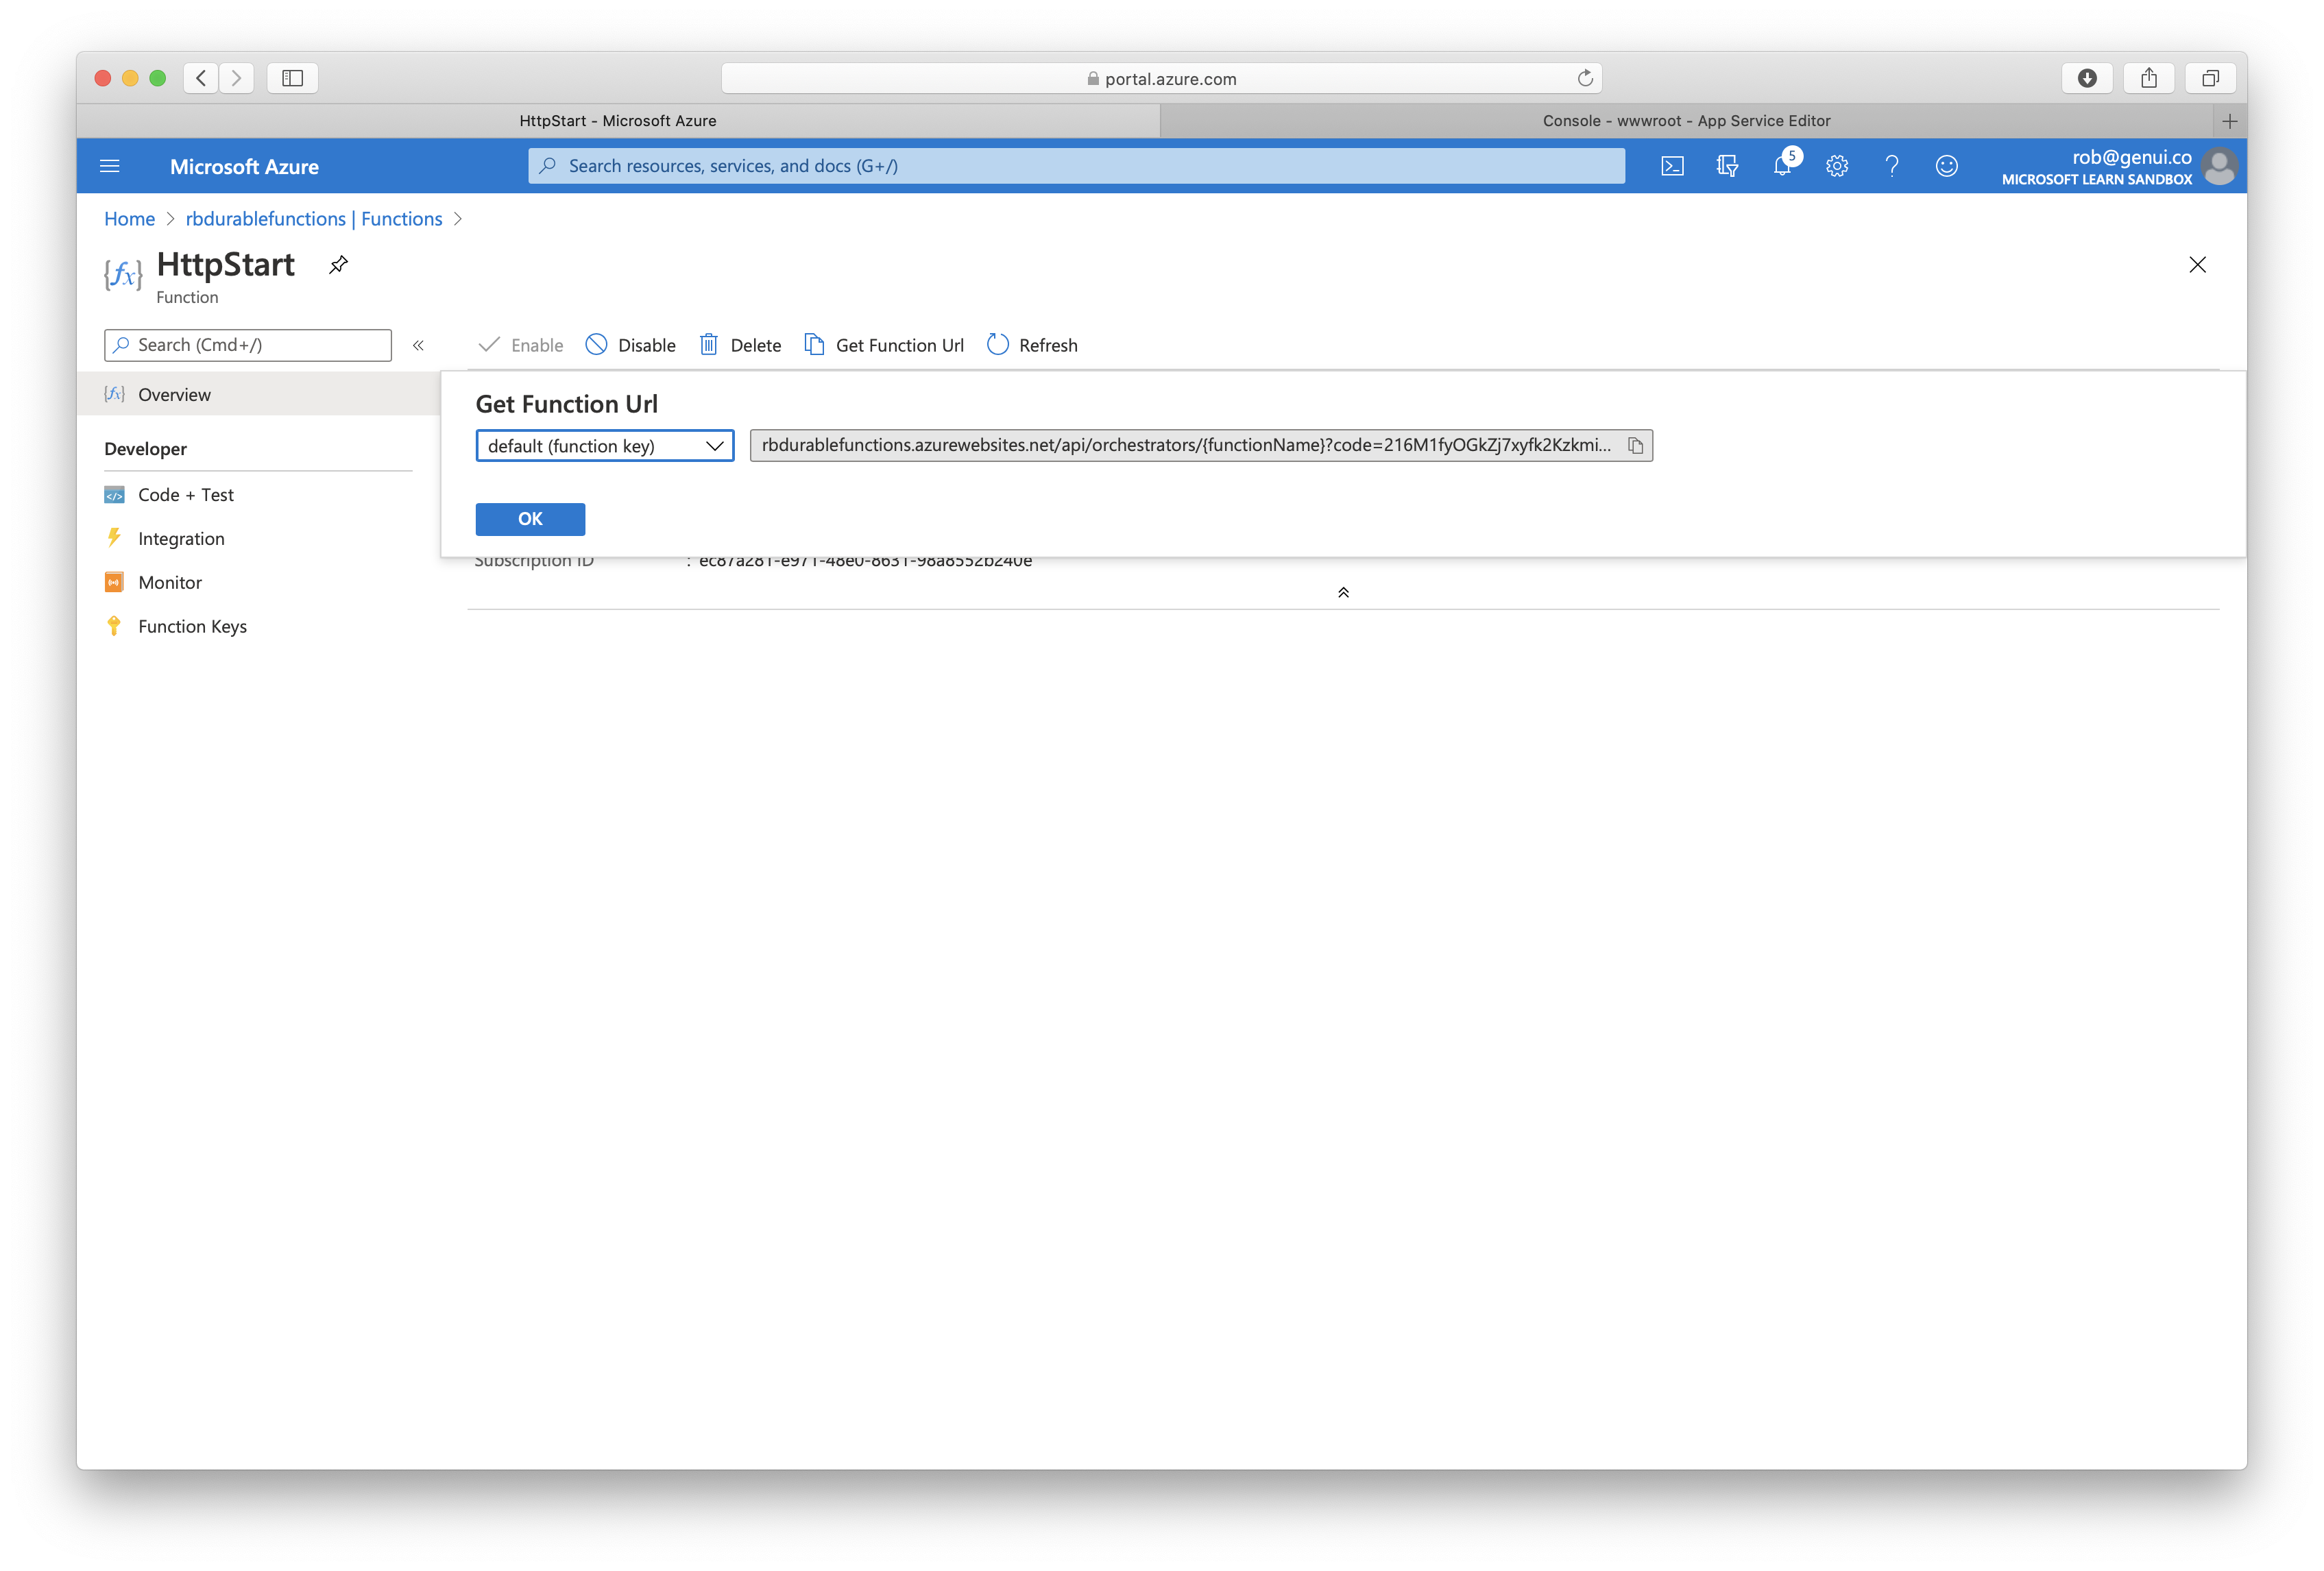 portal.azure.com
HttpStart - Microsoft Azure
Console - wwwroot - App Service Editor
Microsoft Azure
Search resources, services, and docs (G+/)
5
rob@genui.co
MICROSOFT LEARN SANDBOX
Home > rbdurablefunctions | Functions >
{fx} HttpStart
Function
Search (Cmd+/)
«
Enable
Disable
Delete
Get Function Url
Refresh
Overview
Developer
Code + Test
Integration
Monitor
Function Keys
Get Function Url
default (function key)
rbdurablefunctions.azurewebsites.net/api/orchestrators/{functionName}?code=216M1fyOGkZj7xyfk2Kzkmi...
OK
Subscription ID : ec87a281-e971-48e0-8631-98a8552b240e